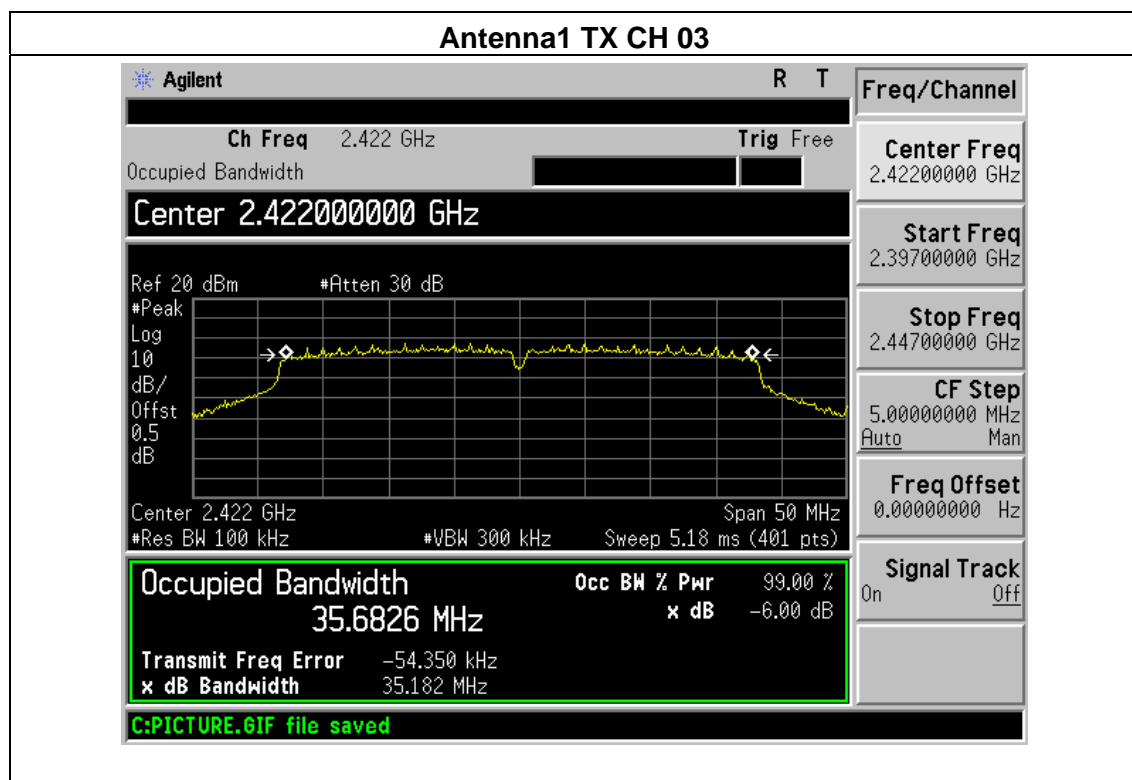 Antenna1 TX CH 03
Agilent R T
Ch Freq 2.422 GHz Trig Free
Occupied Bandwidth
Center 2.422000000 GHz
Ref 20 dBm #Atten 30 dB
#Peak
Log
10
dB/
Offst
0.5
dB
Center 2.422 GHz Span 50 MHz
#Res BW 100 kHz #VBW 300 kHz Sweep 5.18 ms (401 pts)
Occupied Bandwidth Occ BW % Pwr 99.00 %
35.6826 MHz x dB -6.00 dB
Transmit Freq Error -54.350 kHz
x dB Bandwidth 35.182 MHz
C:PICTURE.GIF file saved
Freq/Channel
Center Freq
2.42200000 GHz
Start Freq
2.39700000 GHz
Stop Freq
2.44700000 GHz
CF Step
5.00000000 MHz
Auto Man
Freq Offset
0.00000000 Hz
Signal Track
On Off